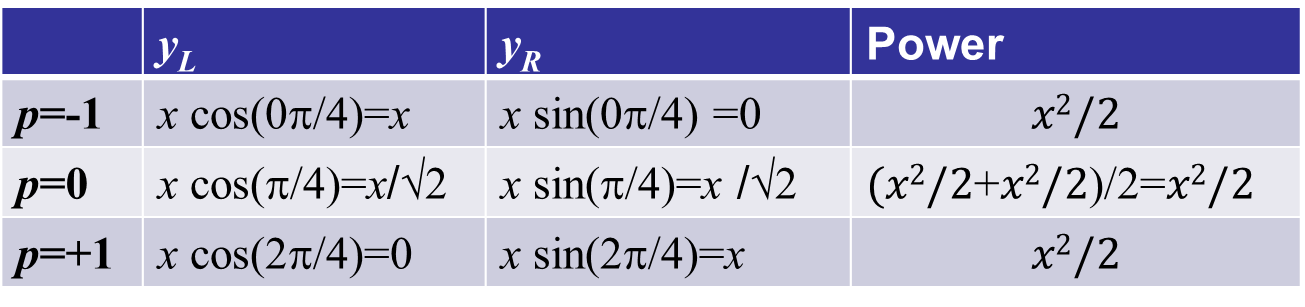 y_L y_R Power
p=-1 x cos(0π/4)=x x sin(0π/4) =0 x²/2
p=0 x cos(π/4)=x/√2 x sin(π/4)=x /√2 (x²/2+x²/2)/2=x²/2
p=+1 x cos(2π/4)=0 x sin(2π/4)=x x²/2